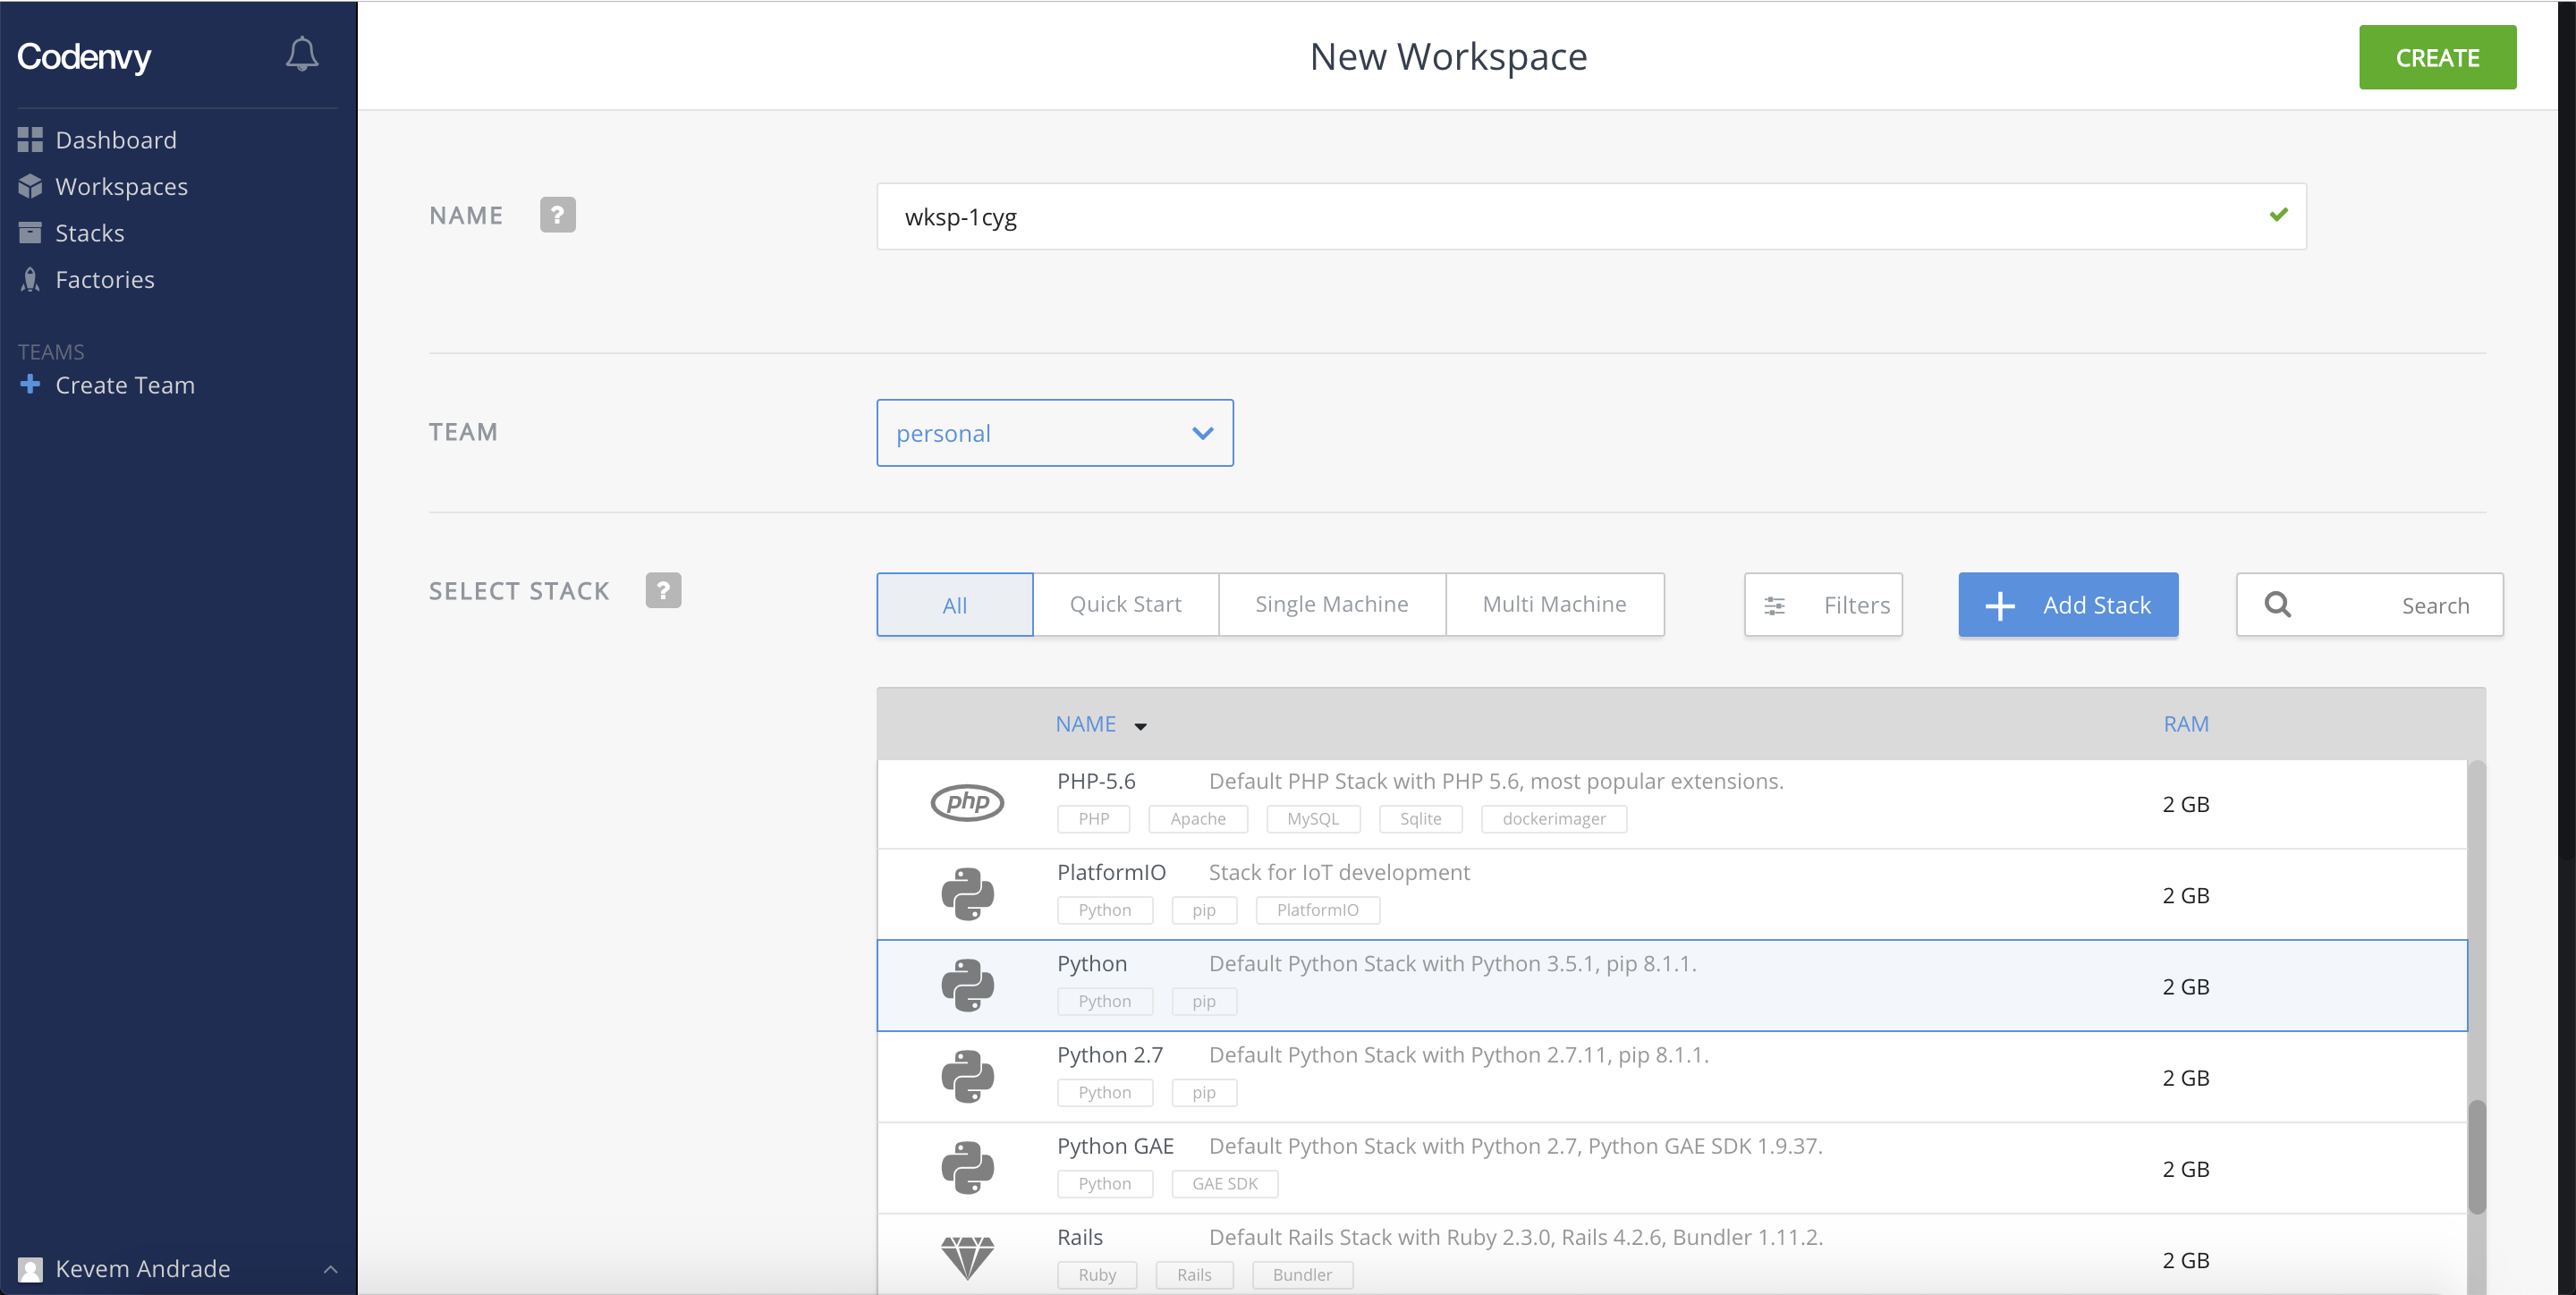 Codenvy
New Workspace
CREATE
Dashboard
Workspaces
Stacks
Factories
TEAMS
Create Team
NAME ?
wksp-1cyg
TEAM
personal
SELECT STACK ?
All Quick Start Single Machine Multi Machine Filters Add Stack Search
NAME RAM
php
PHP-5.6 Default PHP Stack with PHP 5.6, most popular extensions.
2 GB
PHP Apache MySQL Sqlite dockerimager
PlatformIO Stack for IoT development
2 GB
Python pip PlatformIO
Python Default Python Stack with Python 3.5.1, pip 8.1.1.
2 GB
Python pip
Python 2.7 Default Python Stack with Python 2.7.11, pip 8.1.1.
2 GB
Python pip
Python GAE Default Python Stack with Python 2.7, Python GAE SDK 1.9.37.
2 GB
Python GAE SDK
Rails Default Rails Stack with Ruby 2.3.0, Rails 4.2.6, Bundler 1.11.2.
2 GB
Ruby Rails Bundler
Kevem Andrade